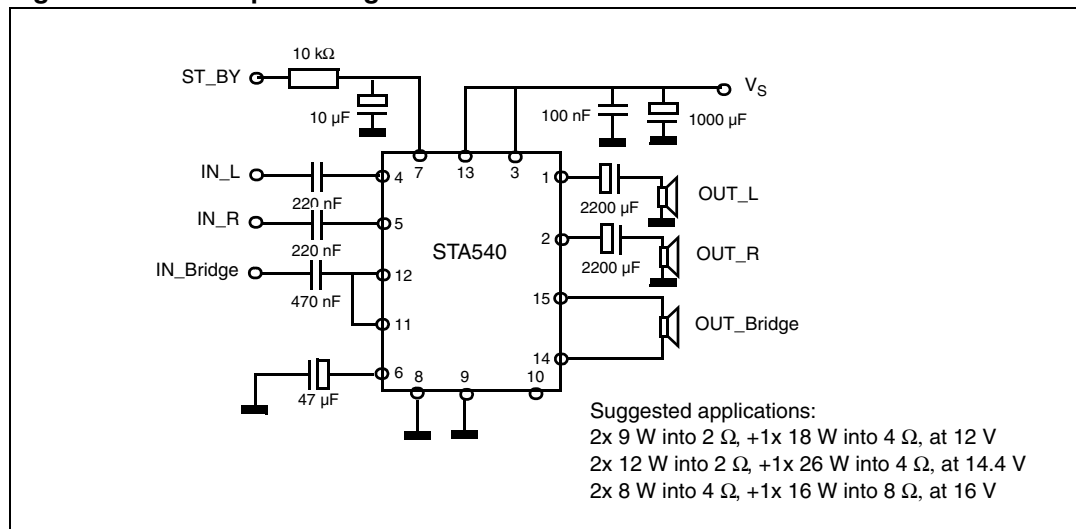 10 kΩ
ST_BY
10 µF
V_S
100 nF
1000 µF
7
13
3
IN_L
220 nF
4
1
2200 µF
OUT_L
IN_R
220 nF
5
STA540
2
2200 µF
OUT_R
IN_Bridge
470 nF
12
11
15
OUT_Bridge
14
6
47 µF
8
9
10
Suggested applications:
2x 9 W into 2 Ω, +1x 18 W into 4 Ω, at 12 V
2x 12 W into 2 Ω, +1x 26 W into 4 Ω, at 14.4 V
2x 8 W into 4 Ω, +1x 16 W into 8 Ω, at 16 V